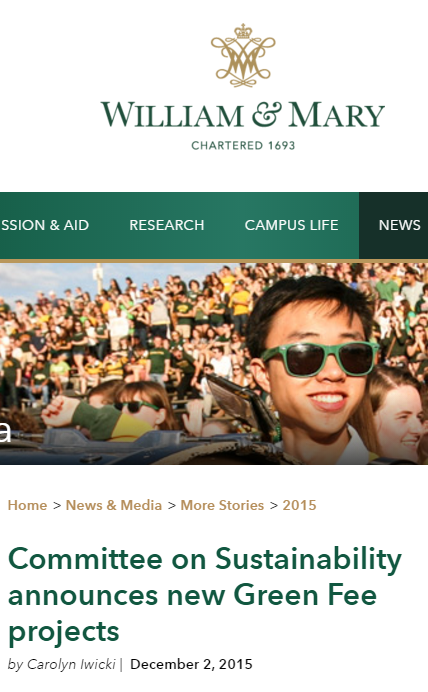 WILLIAM & MARY
CHARTERED 1693
SSION & AID RESEARCH CAMPUS LIFE NEWS
a
Home > News & Media > More Stories > 2015
Committee on Sustainability
announces new Green Fee
projects
by Carolyn Iwicki | December 2, 2015